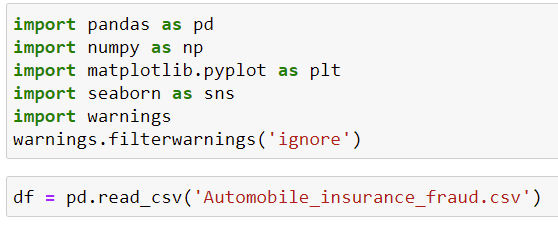 import pandas as pd
import numpy as np
import matplotlib.pyplot as plt
import seaborn as sns
import warnings
warnings.filterwarnings('ignore')
df = pd.read_csv('Automobile_insurance_fraud.csv')